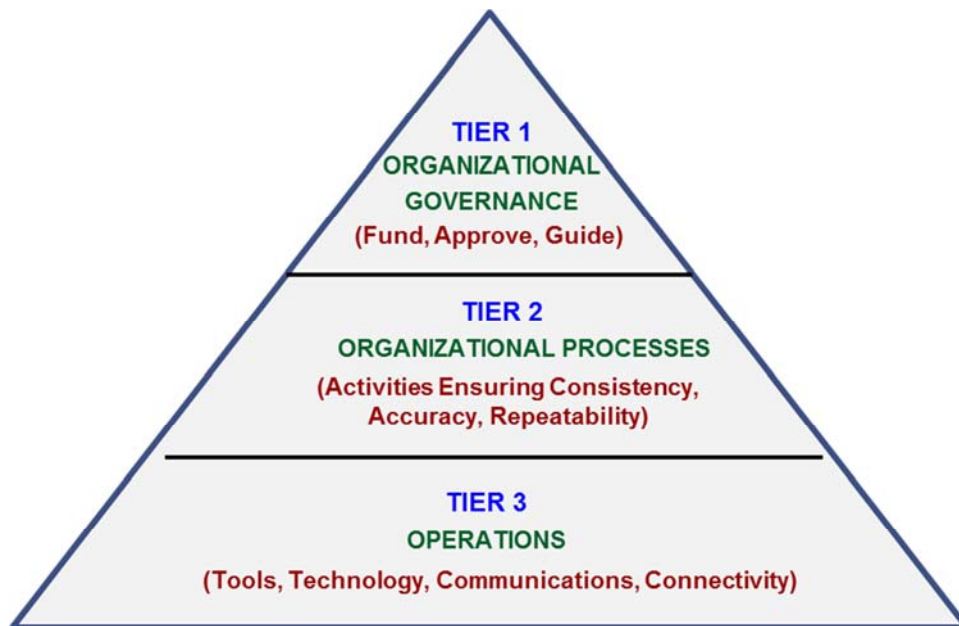 TIER 1
ORGANIZATIONAL
GOVERNANCE
(Fund, Approve, Guide)
TIER 2
ORGANIZATIONAL PROCESSES
(Activities Ensuring Consistency,
Accuracy, Repeatability)
TIER 3
OPERATIONS
(Tools, Technology, Communications, Connectivity)